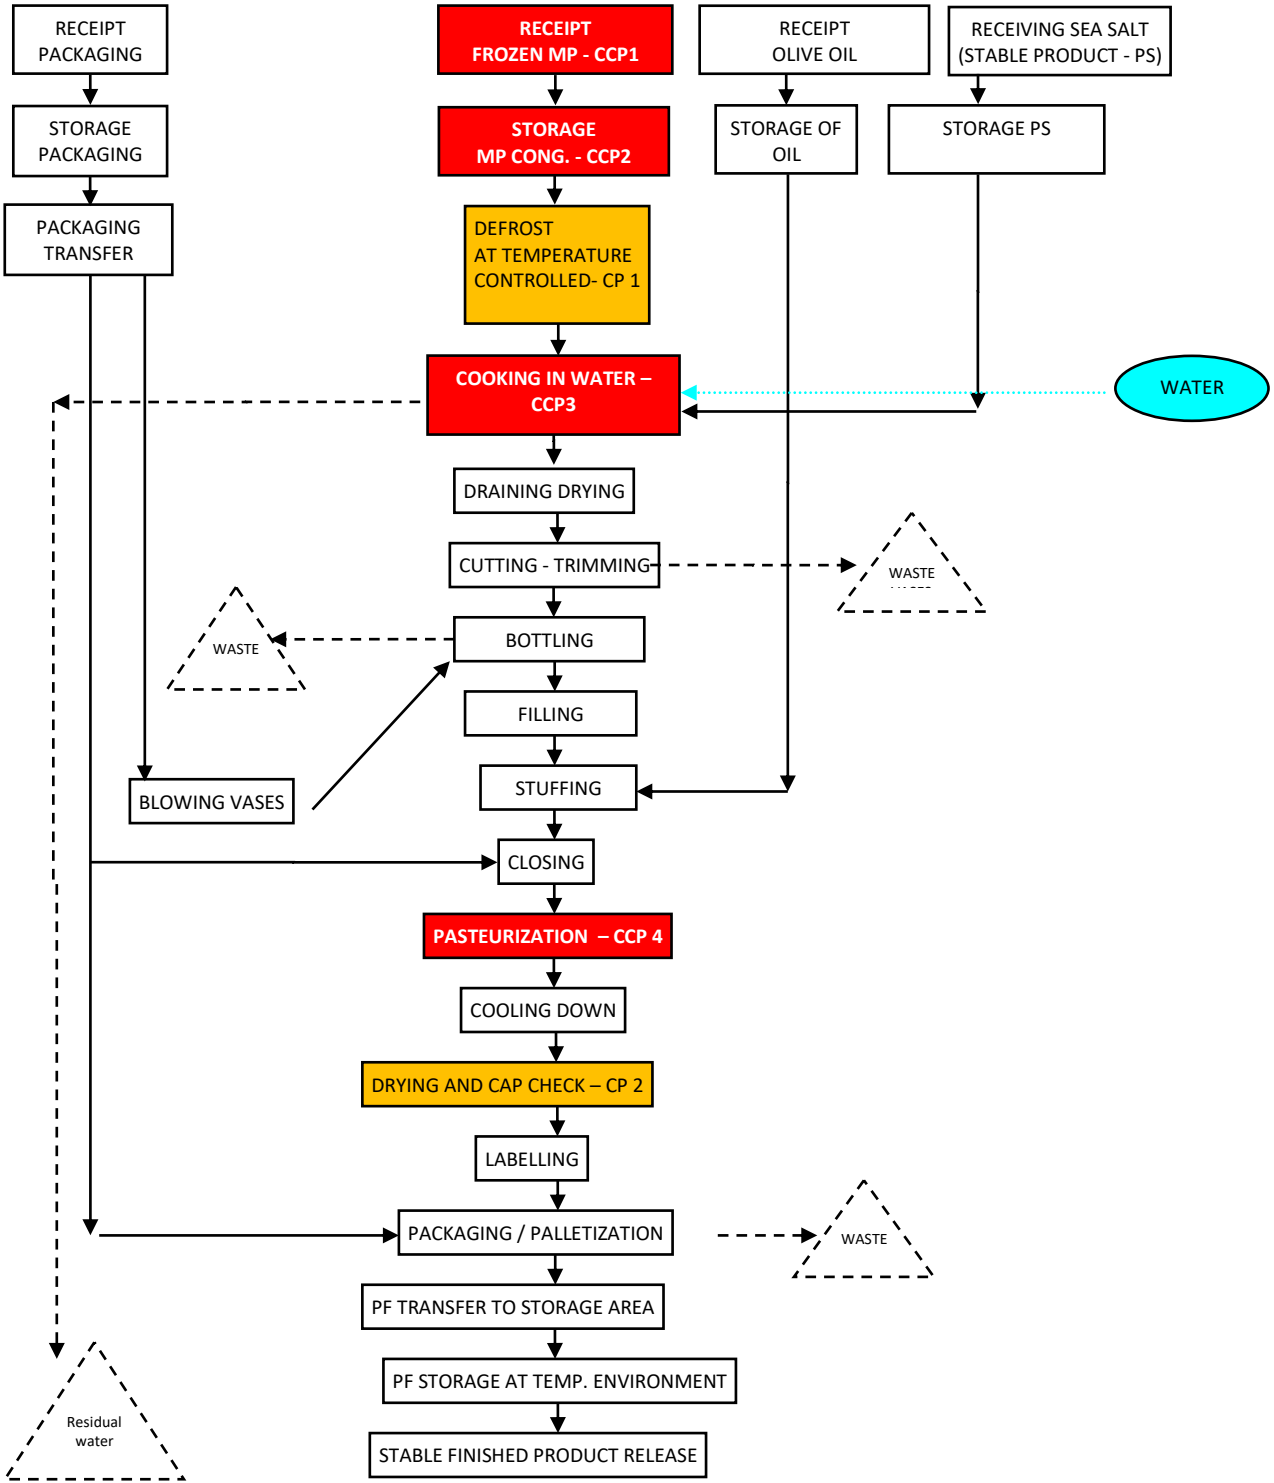 RECEIPT
PACKAGING
RECEIPT
FROZEN MP - CCP1
RECEIPT
OLIVE OIL
RECEIVING SEA SALT
(STABLE PRODUCT - PS)
STORAGE
PACKAGING
STORAGE
MP CONG. - CCP2
STORAGE OF
OIL
STORAGE PS
PACKAGING
TRANSFER
DEFROST
AT TEMPERATURE
CONTROLLED- CP 1
COOKING IN WATER –
CCP3
WATER
DRAINING DRYING
CUTTING - TRIMMING
WASTE
BOTTLING
WASTE
FILLING
STUFFING
BLOWING VASES
CLOSING
PASTEURIZATION – CCP 4
COOLING DOWN
DRYING AND CAP CHECK – CP 2
LABELLING
PACKAGING / PALLETIZATION
WASTE
PF TRANSFER TO STORAGE AREA
PF STORAGE AT TEMP. ENVIRONMENT
Residual
water
STABLE FINISHED PRODUCT RELEASE